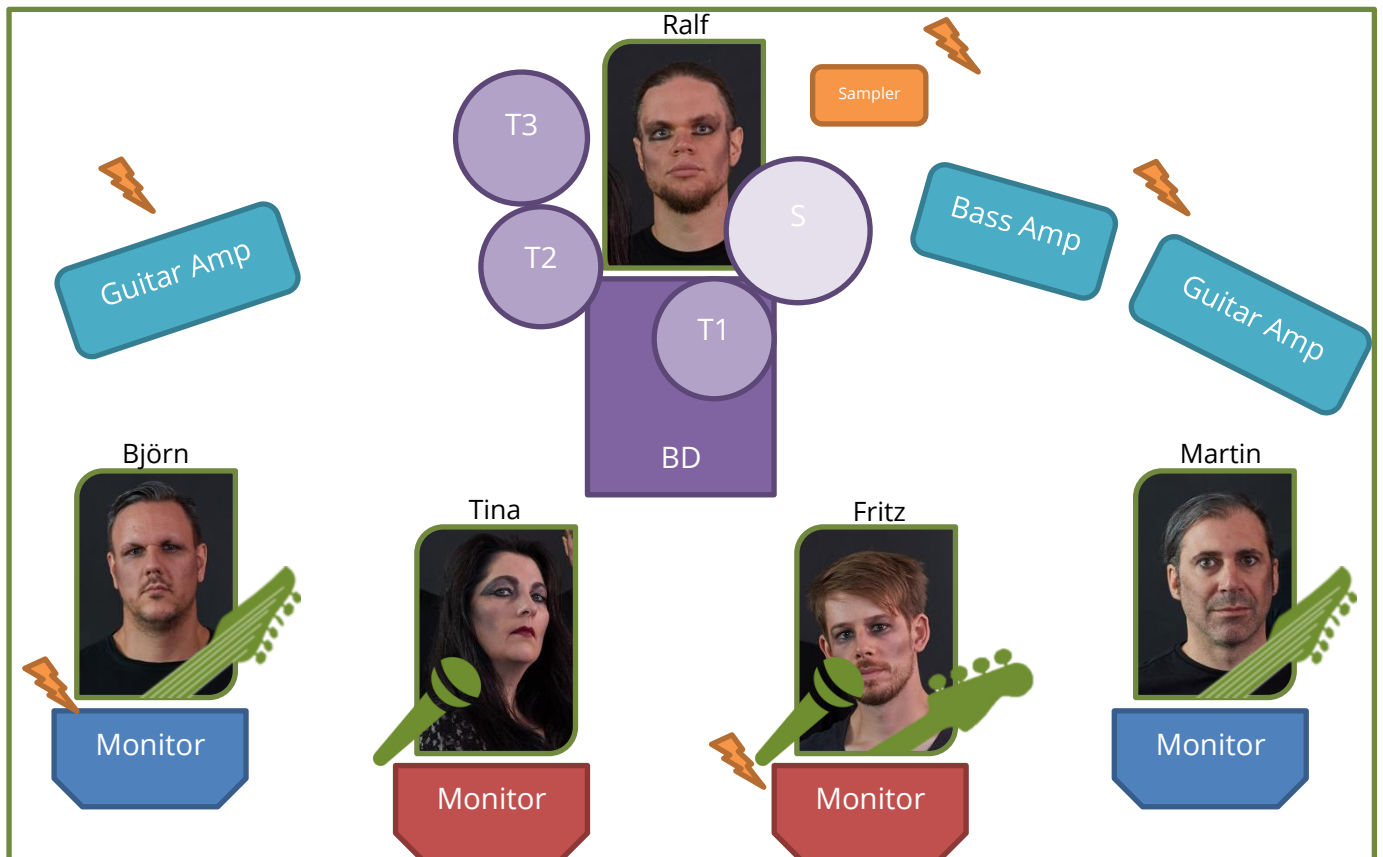 Ralf
Sampler
T3
S
Bass Amp
Guitar Amp
T2
Guitar Amp
T1
BD
Björn
Martin
Tina
Fritz
Monitor
Monitor
Monitor
Monitor